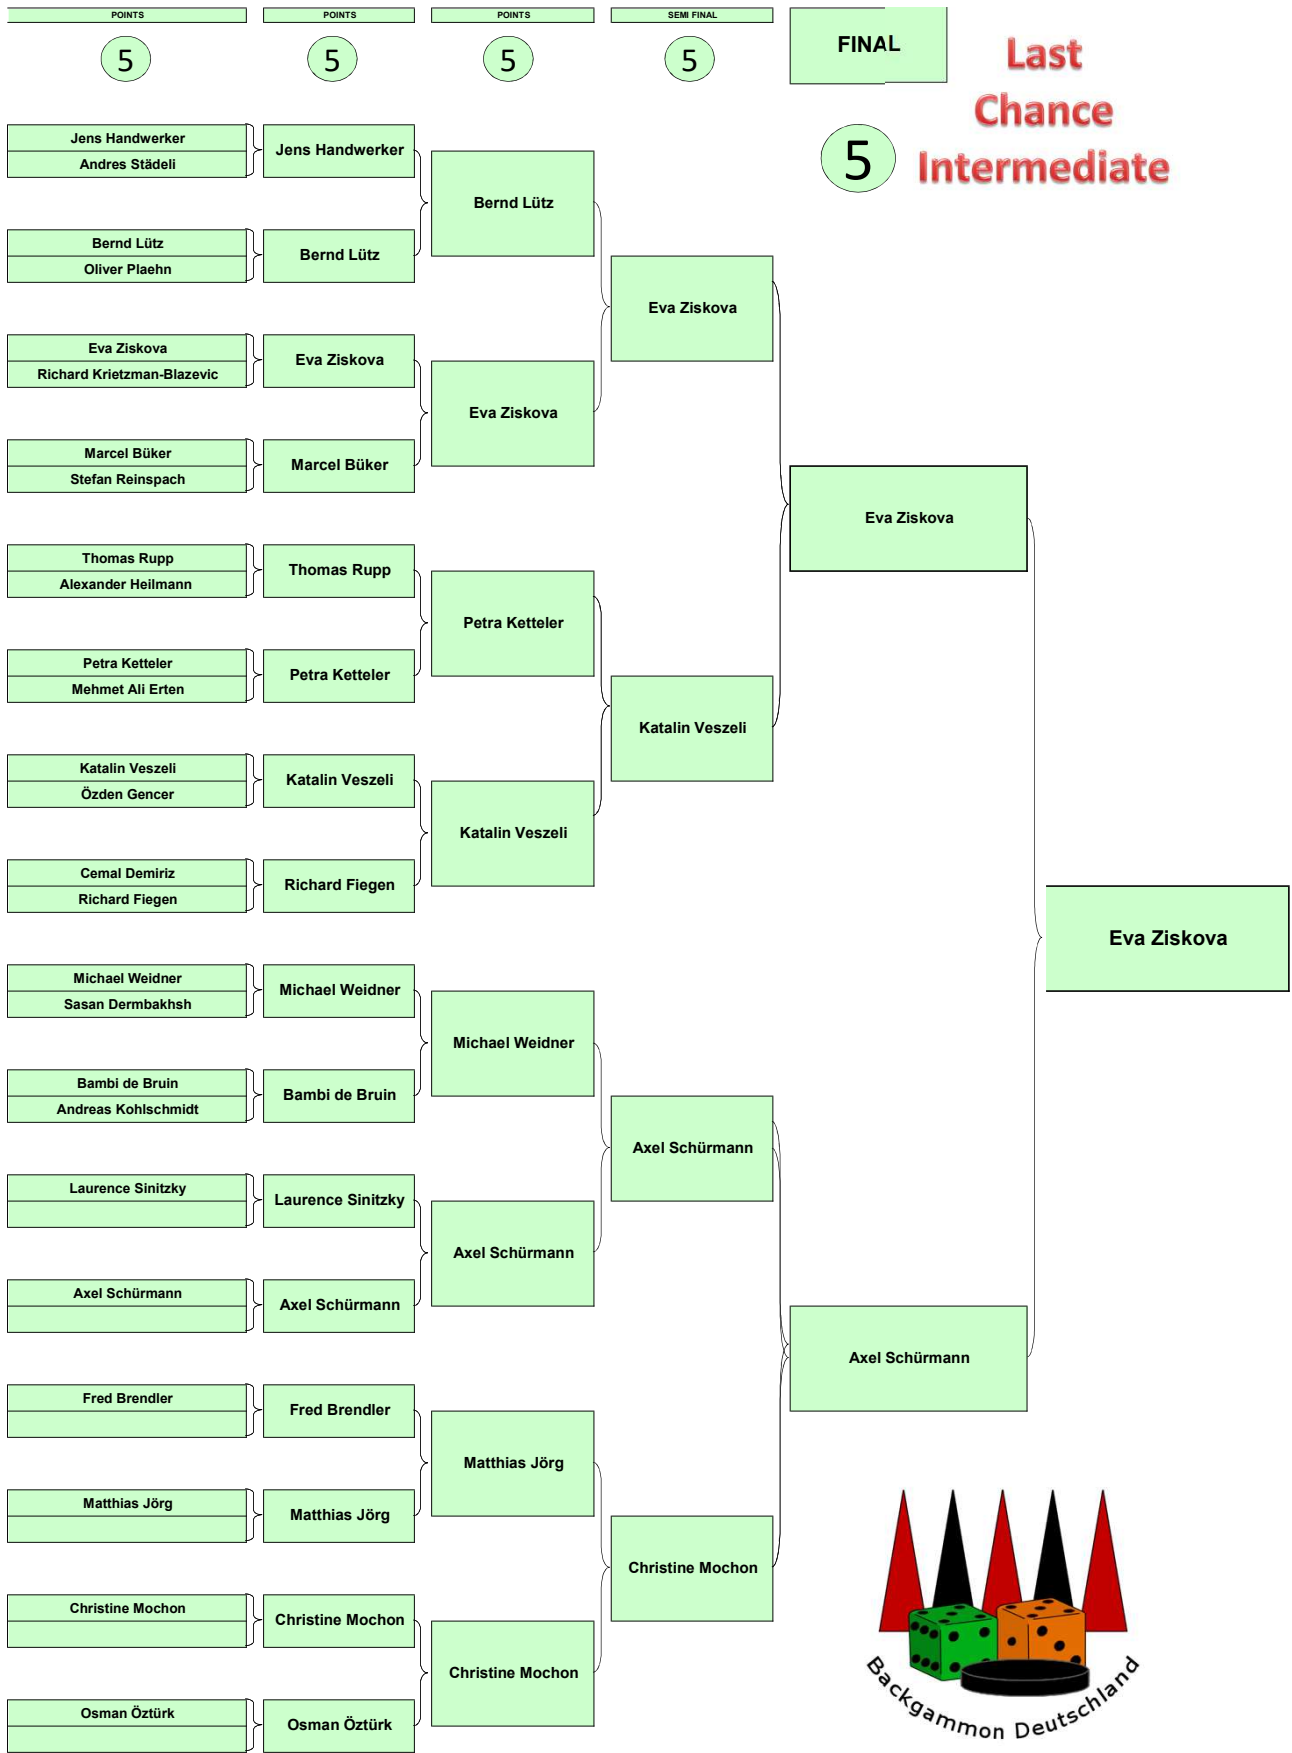 POINTS
POINTS
POINTS
SEMI FINAL
FINAL
5
5
5
5
5
Last
Chance
Intermediate
Jens Handwerker
Andres Städeli
Bernd Lütz
Oliver Plaehn
Eva Ziskova
Richard Krietzman-Blazevic
Marcel Büker
Stefan Reinspach
Thomas Rupp
Alexander Heilmann
Petra Ketteler
Mehmet Ali Erten
Katalin Veszeli
Özden Gencer
Cemal Demiriz
Richard Fiegen
Michael Weidner
Sasan Dermbakhsh
Bambi de Bruin
Andreas Kohlschmidt
Laurence Sinitzky
Axel Schürmann
Fred Brendler
Matthias Jörg
Christine Mochon
Osman Öztürk
Jens Handwerker
Bernd Lütz
Eva Ziskova
Marcel Büker
Thomas Rupp
Petra Ketteler
Katalin Veszeli
Richard Fiegen
Michael Weidner
Bambi de Bruin
Laurence Sinitzky
Axel Schürmann
Fred Brendler
Matthias Jörg
Christine Mochon
Osman Öztürk
Bernd Lütz
Eva Ziskova
Petra Ketteler
Katalin Veszeli
Michael Weidner
Axel Schürmann
Matthias Jörg
Christine Mochon
Eva Ziskova
Katalin Veszeli
Axel Schürmann
Christine Mochon
Eva Ziskova
Axel Schürmann
Eva Ziskova
Backgammon Deutschland